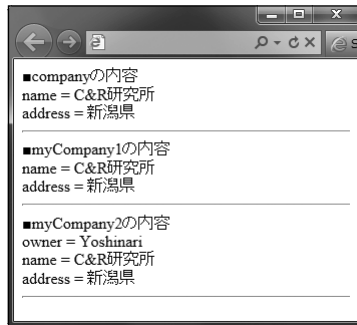 ■companyの内容
name = C&R研究所
address = 新潟県
■myCompany1の内容
name = C&R研究所
address = 新潟県
■myCompany2の内容
owner = Yoshinari
name = C&R研究所
address = 新潟県